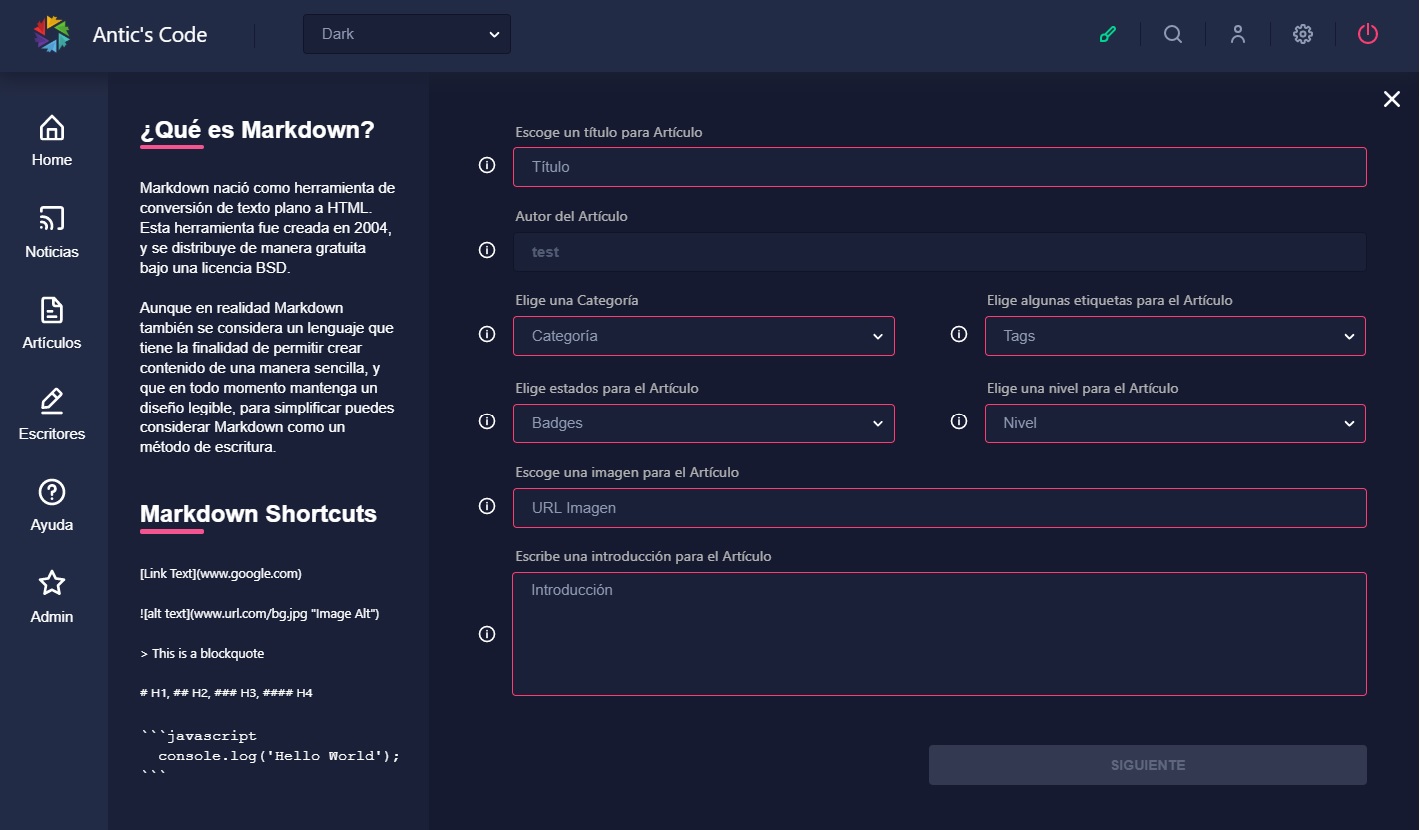 Antic's Code
Dark
Home
Noticias
Artículos
Escritores
Ayuda
Admin
¿Qué es Markdown?
Markdown nació como herramienta de
conversión de texto plano a HTML.
Esta herramienta fue creada en 2004,
y se distribuye de manera gratuita
bajo una licencia BSD.
Aunque en realidad Markdown
también se considera un lenguaje que
tiene la finalidad de permitir crear
contenido de una manera sencilla, y
que en todo momento mantenga un
diseño legible, para simplificar puedes
considerar Markdown como un
método de escritura.
Markdown Shortcuts
[Link Text](www.google.com)
![alt text](www.url.com/bg.jpg "Image Alt")
> This is a blockquote
# H1, ## H2, ### H3, #### H4
```javascript
console.log('Hello World');
```
Escoge un título para Artículo
Título
Autor del Artículo
test
Elige una Categoría
Categoría
Elige algunas etiquetas para el Artículo
Tags
Elige estados para el Artículo
Badges
Elige una nivel para el Artículo
Nivel
Escoge una imagen para el Artículo
URL Imagen
Escribe una introducción para el Artículo
Introducción
SIGUIENTE